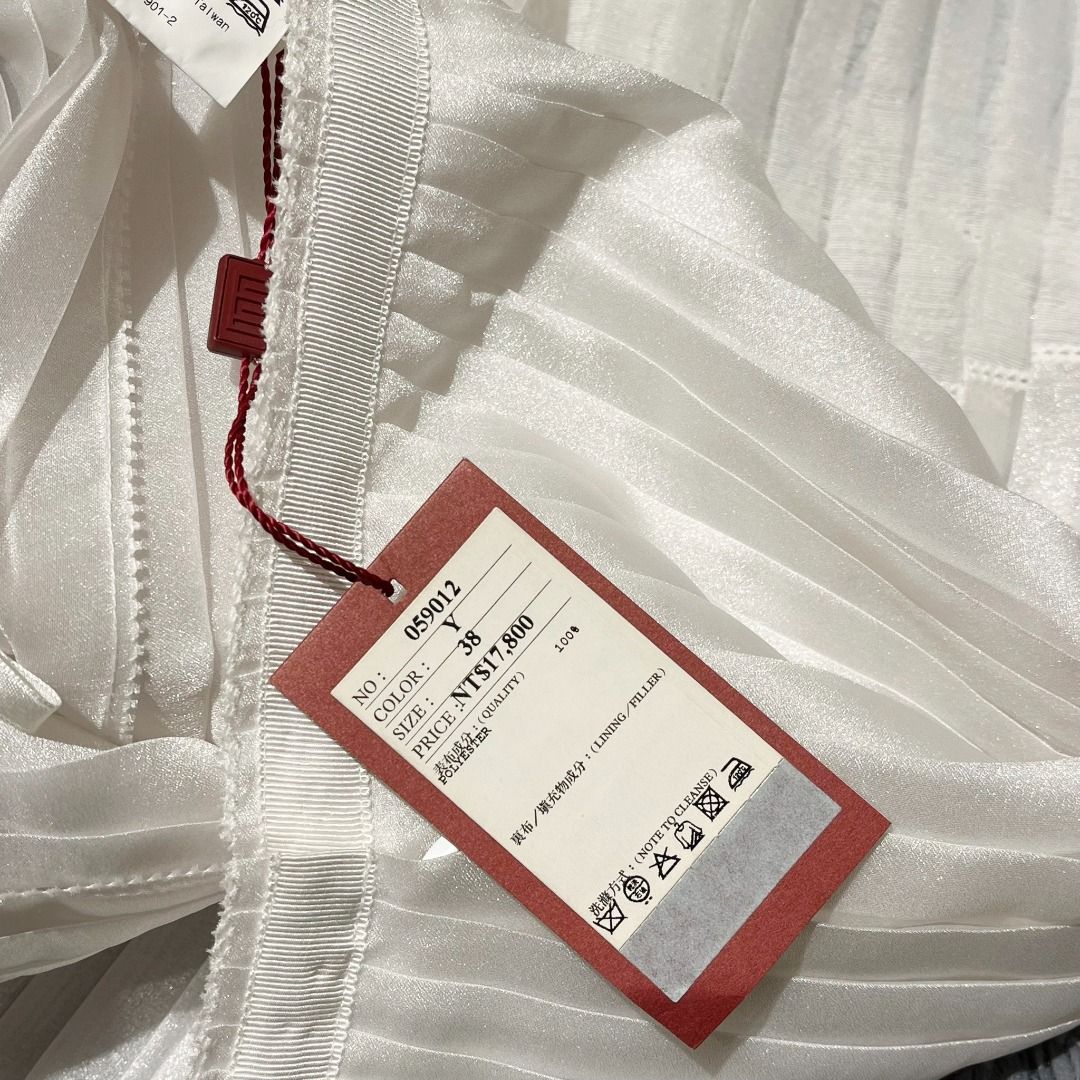 120℃
Taiwan
901-2
NO : 059012
COLOR : Y
SIZE : 38
PRICE :NT$17,800
表布成分:(QUALITY)
POLYESTER 100%
裏布／填充物成分:(LINING／FILLER)
洗滌方式:(NOTE TO CLEANSE)